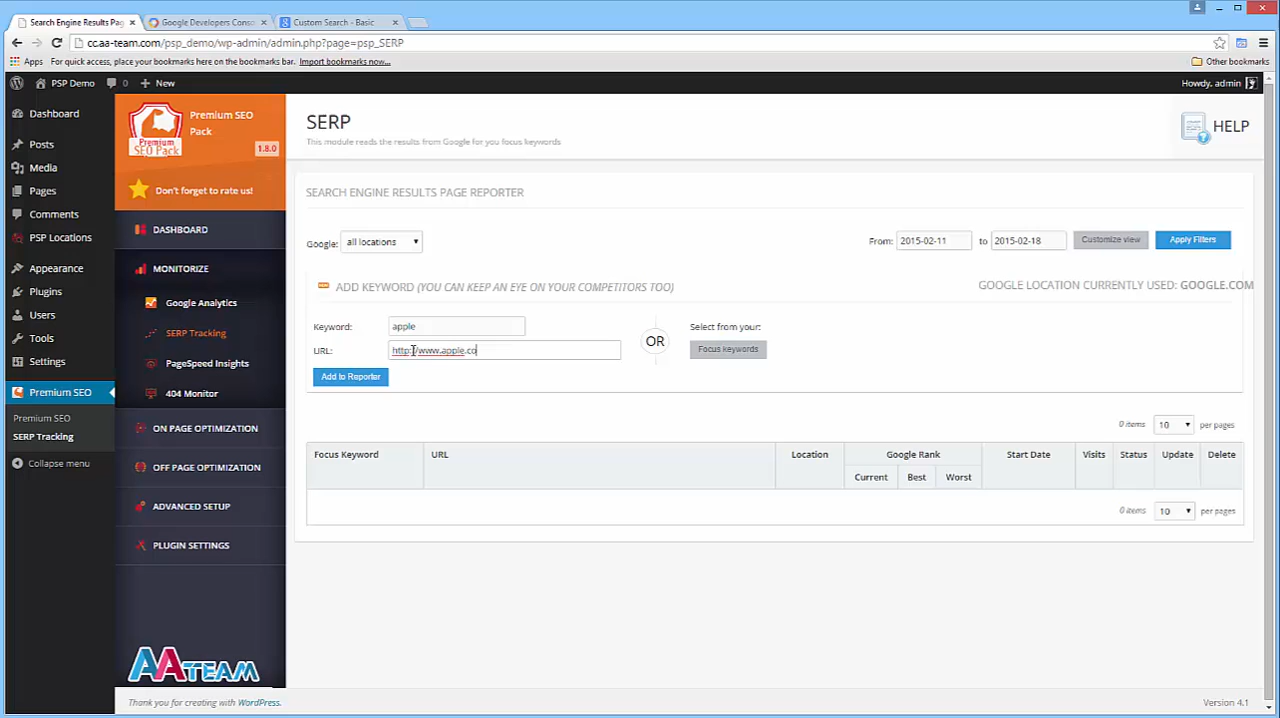 Search Engine Results Pag
Google Developers Conso
Custom Search - Basic
cc.aa-team.com/psp_demo/wp-admin/admin.php?page=psp_SERP
Apps
For quick access, place your bookmarks here on the bookmarks bar. Import bookmarks now...
Other bookmarks
PSP Demo
0
New
Howdy, admin
Dashboard
Posts
Media
Pages
Comments
PSP Locations
Appearance
Plugins
Users
Tools
Settings
Premium SEO
Premium SEO
SERP Tracking
Collapse menu
Premium SEO Pack
Premium SEO Pack
1.8.0
Don't forget to rate us!
DASHBOARD
MONITORIZE
Google Analytics
SERP Tracking
PageSpeed Insights
404 Monitor
ON PAGE OPTIMIZATION
OFF PAGE OPTIMIZATION
ADVANCED SETUP
PLUGIN SETTINGS
AATEAM
SERP
This module reads the results from Google for you focus keywords
HELP
SEARCH ENGINE RESULTS PAGE REPORTER
Google: all locations
From: 2015-02-11 to 2015-02-18 Customize view Apply Filters
ADD KEYWORD (YOU CAN KEEP AN EYE ON YOUR COMPETITORS TOO)
GOOGLE LOCATION CURRENTLY USED: GOOGLE.COM
Keyword: apple
URL: http://www.apple.co
Add to Reporter
OR
Select from your:
Focus keywords
0 items 10 per pages
Focus Keyword URL Location Google Rank Start Date Visits Status Update Delete
Current Best Worst
0 items 10 per pages
Thank you for creating with WordPress.
Version 4.1